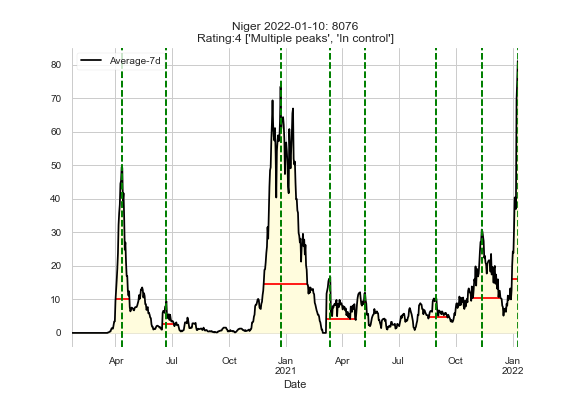 Niger 2022-01-10: 8076
Rating:4 ['Multiple peaks', 'In control']
Average-7d
80
70
60
50
40
30
20
10
0
Apr Jul Oct Jan Apr Jul Oct Jan
2021 2022
Date